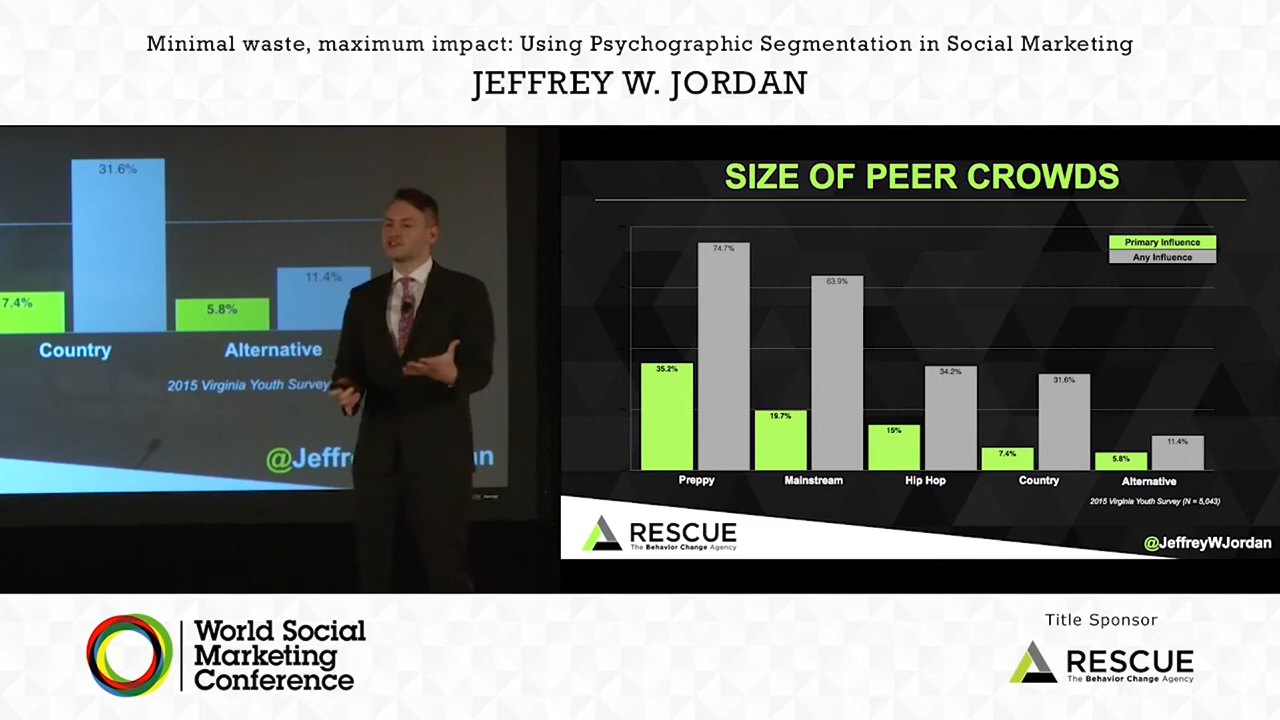 Minimal waste, maximum impact: Using Psychographic Segmentation in Social Marketing
JEFFREY W. JORDAN
31.6%
11.4%
7.4%
5.8%
Country
Alternative
2015 Virginia Youth Survey
@Jeffr
an
SIZE OF PEER CROWDS
Primary Influence
Any Influence
74.7%
63.9%
35.2%
34.2%
31.6%
19.7%
15%
11.4%
7.4%
5.8%
Preppy
Mainstream
Hip Hop
Country
Alternative
2015 Virginia Youth Survey (N = 5,043)
RESCUE
The Behavior Change Agency
@JeffreyWJordan
World Social
Marketing
Conference
Title Sponsor
RESCUE
The Behavior Change Agency